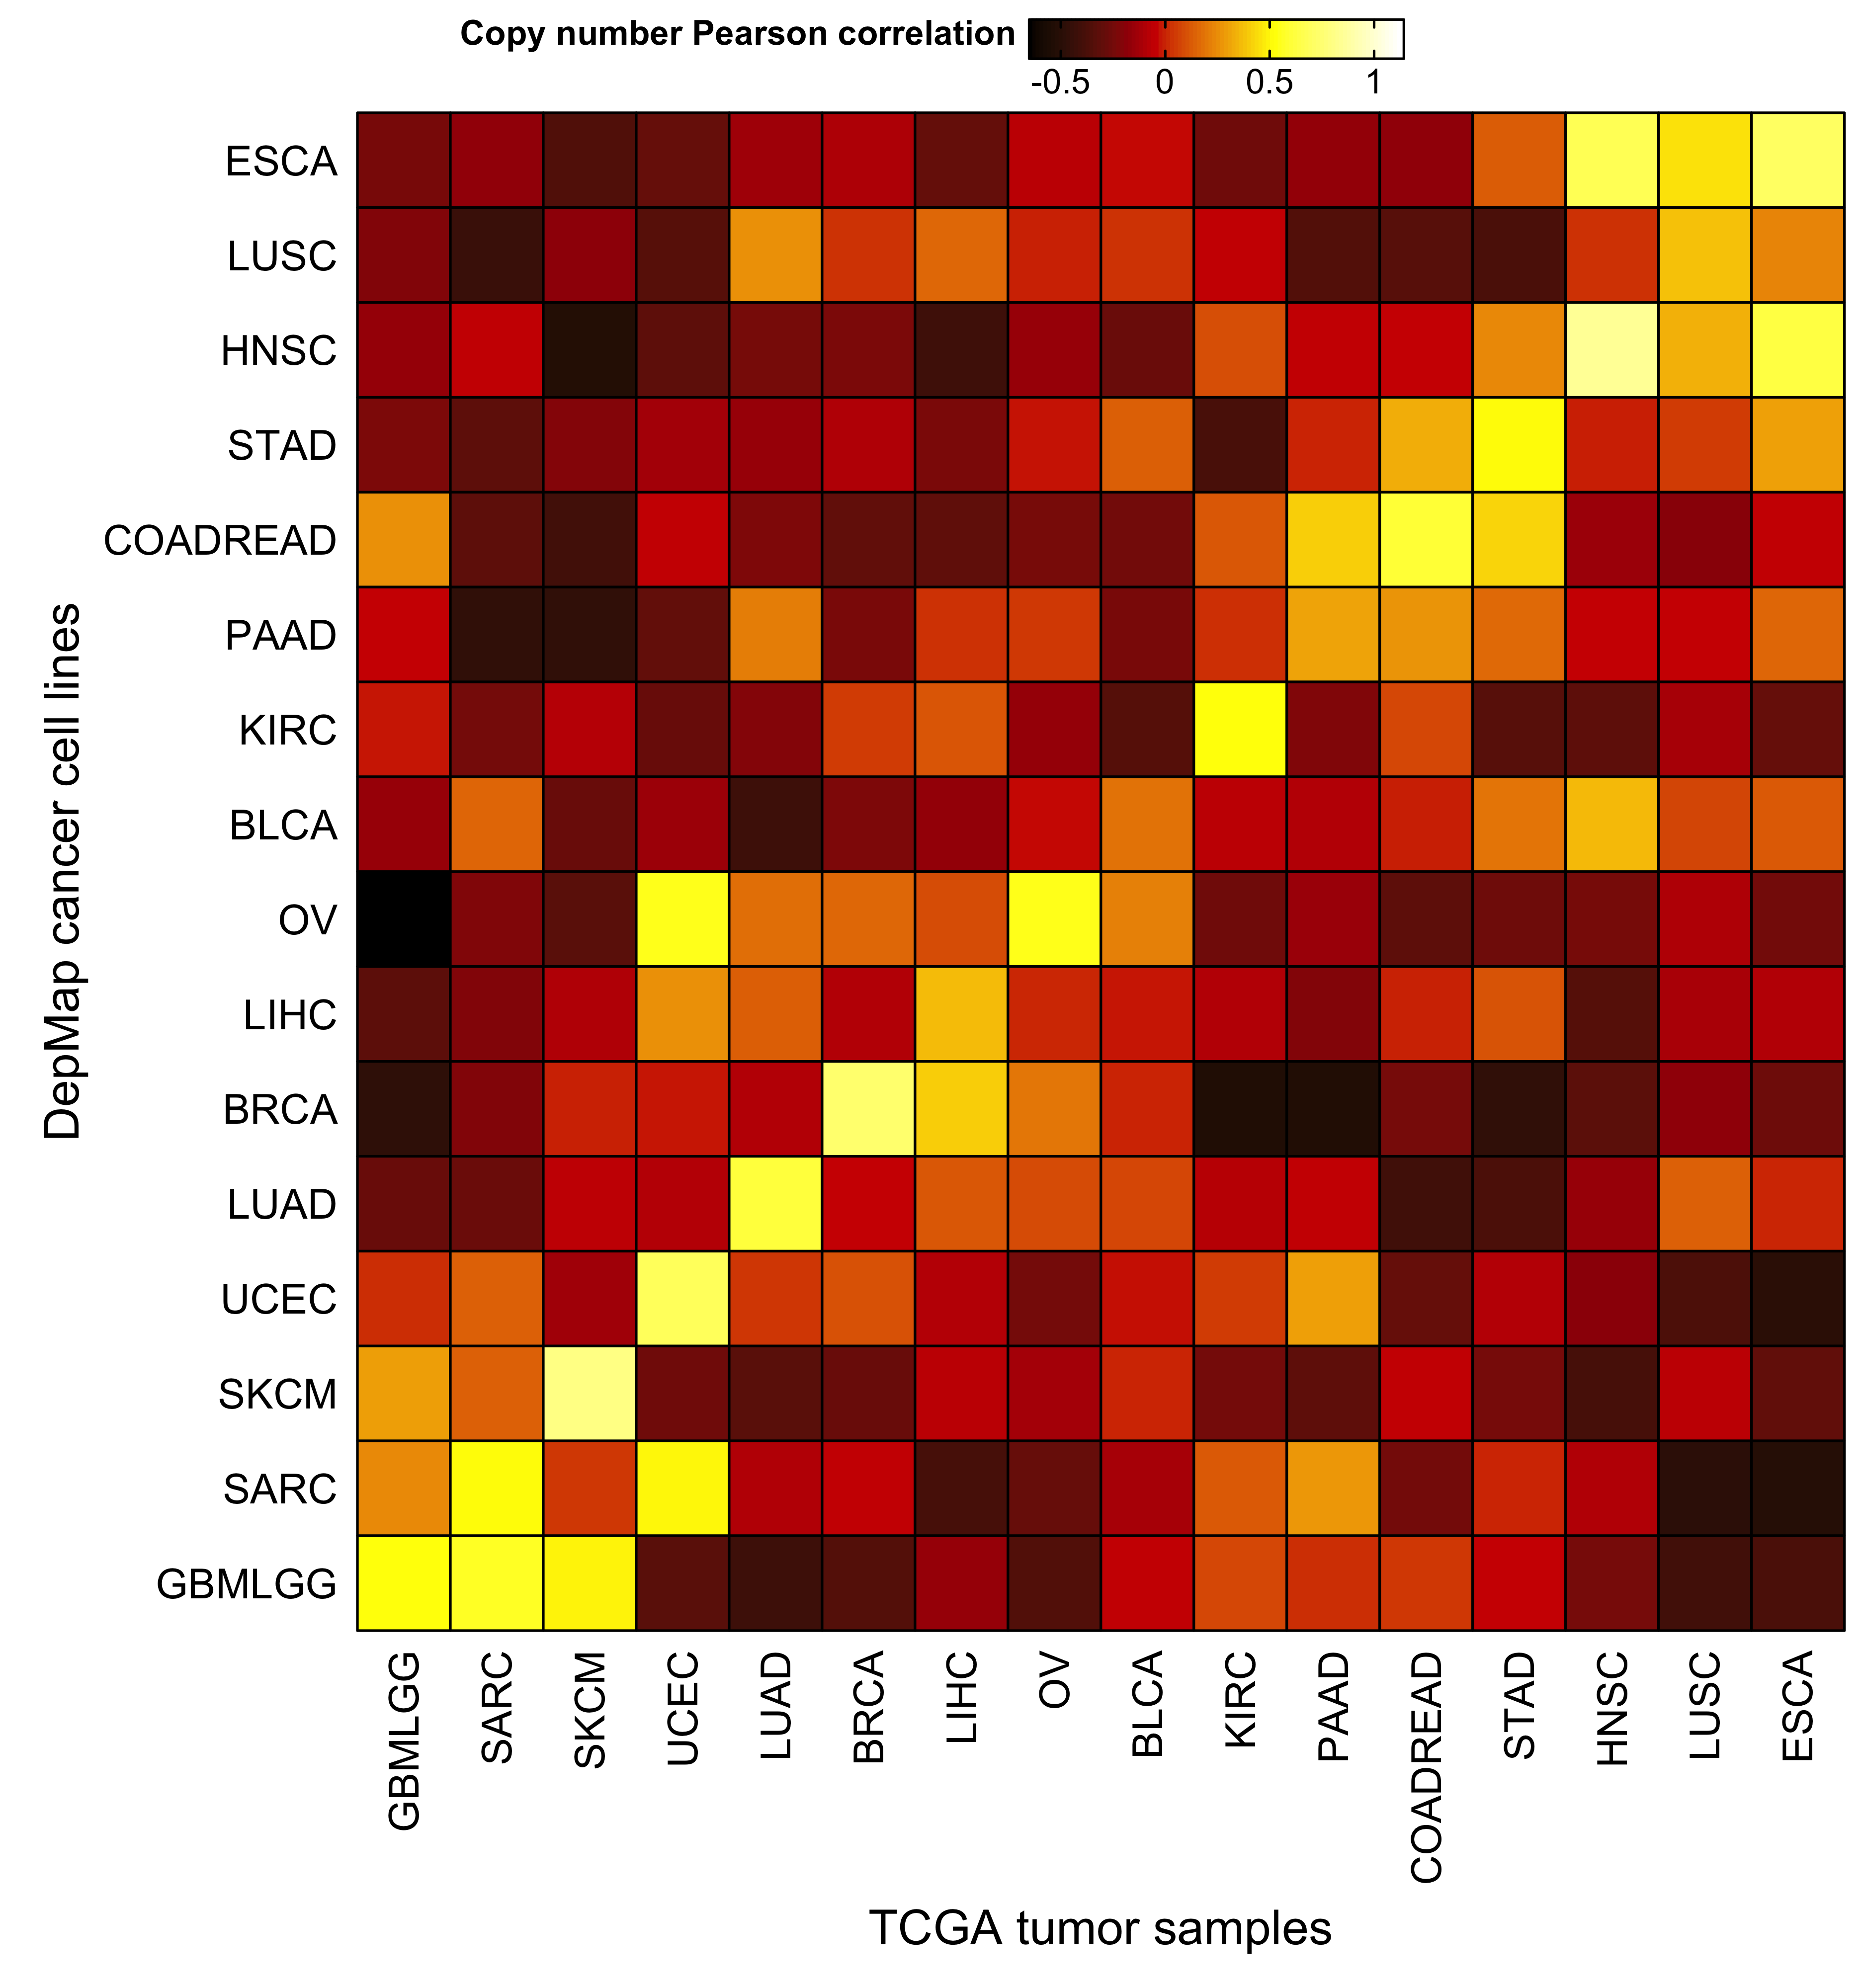 Copy number Pearson correlation
-0.5 0 0.5 1
ESCA
LUSC
HNSC
STAD
COADREAD
PAAD
KIRC
BLCA
OV
LIHC
BRCA
LUAD
UCEC
SKCM
SARC
GBMLGG
DepMap cancer cell lines
GBMLGG SARC SKCM UCEC LUAD BRCA LIHC OV BLCA KIRC PAAD COADREAD STAD HNSC LUSC ESCA
TCGA tumor samples